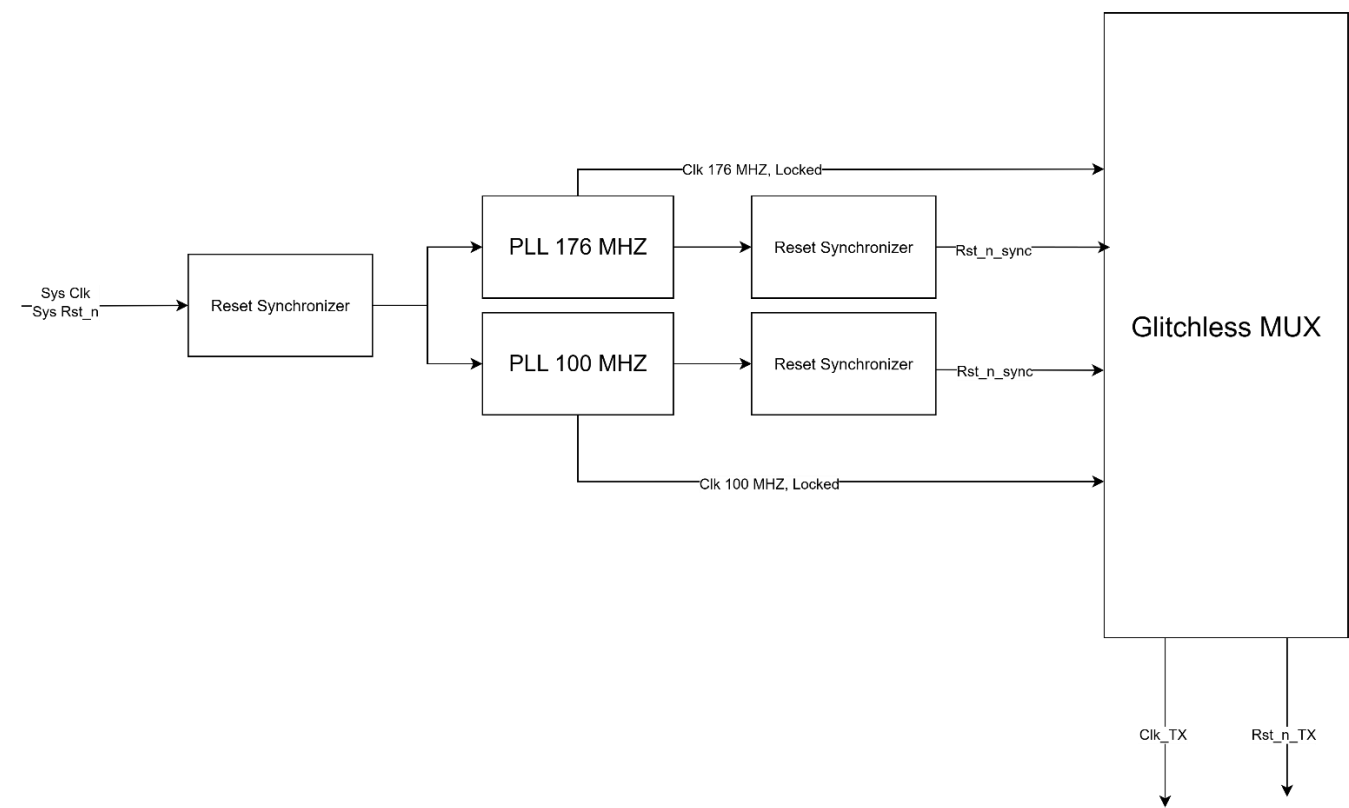 Clk 176 MHZ, Locked
PLL 176 MHZ
Reset Synchronizer
Rst_n_sync
Sys Clk
Sys Rst_n
Reset Synchronizer
Glitchless MUX
PLL 100 MHZ
Reset Synchronizer
Rst_n_sync
Clk 100 MHZ, Locked
Clk_TX
Rst_n_TX